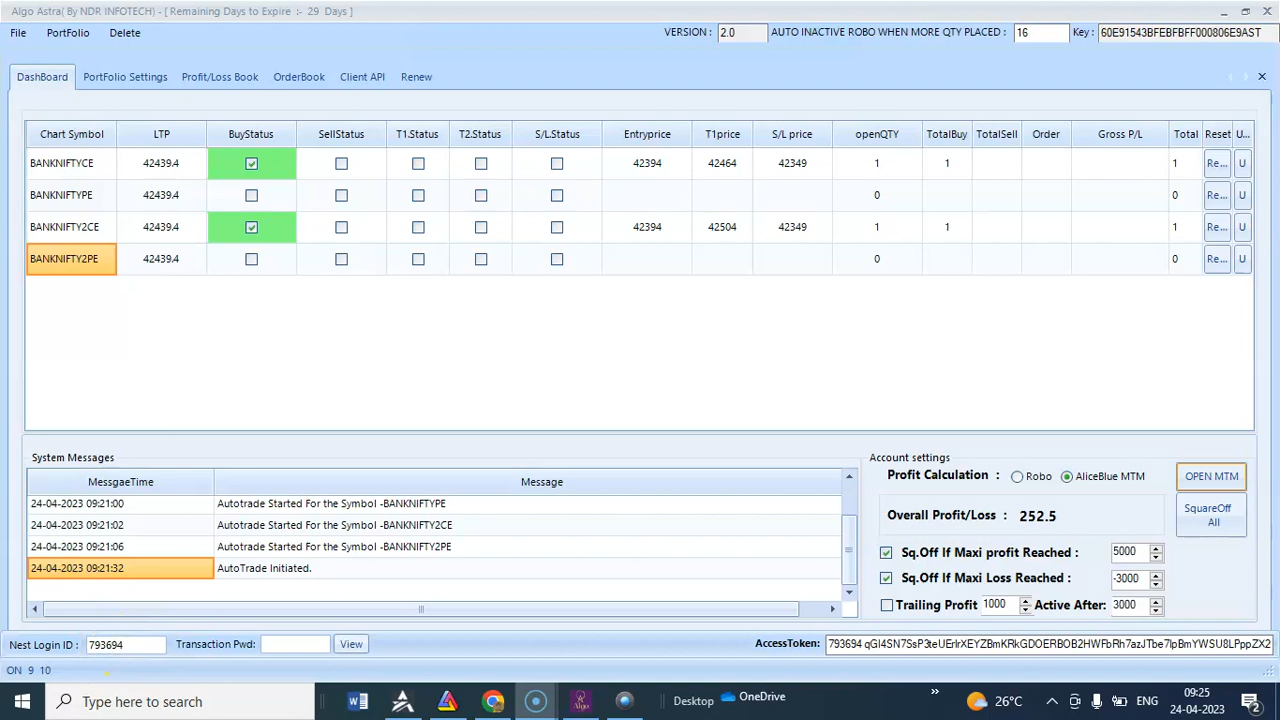 Algo Astra( By NDR INFOTECH) - [ Remaining Days to Expire :- 29 Days ]
File PortFolio Delete VERSION : 2.0 AUTO INACTIVE ROBO WHEN MORE QTY PLACED : 16 Key : 60E91543BFEBFBFF000806E9AST
DashBoard PortFolio Settings Profit/Loss Book OrderBook Client API Renew
Chart Symbol LTP BuyStatus SellStatus T1.Status T2.Status S/L.Status Entryprice T1price S/L price openQTY TotalBuy TotalSell Order Gross P/L Total Reset U...
BANKNIFTYCE 42439.4 42394 42464 42349 1 1 1 Re... U
BANKNIFTYPE 42439.4 0 0 Re... U
BANKNIFTY2CE 42439.4 42394 42504 42349 1 1 1 Re... U
BANKNIFTY2PE 42439.4 0 0 Re... U
System Messages
MessgaeTime Message
24-04-2023 09:21:00 Autotrade Started For the Symbol -BANKNIFTYPE
24-04-2023 09:21:02 Autotrade Started For the Symbol -BANKNIFTY2CE
24-04-2023 09:21:06 Autotrade Started For the Symbol -BANKNIFTY2PE
24-04-2023 09:21:32 AutoTrade Initiated.
Account settings
Profit Calculation : Robo AliceBlue MTM OPEN MTM
Overall Profit/Loss : 252.5 SquareOff All
Sq.Off If Maxi profit Reached : 5000
Sq.Off If Maxi Loss Reached : -3000
Trailing Profit 1000 Active After: 3000
Nest Login ID : 793694 Transaction Pwd: View AccessToken:
ON 9 10
Type here to search Desktop OneDrive 26°C ENG 09:25
24-04-2023 2